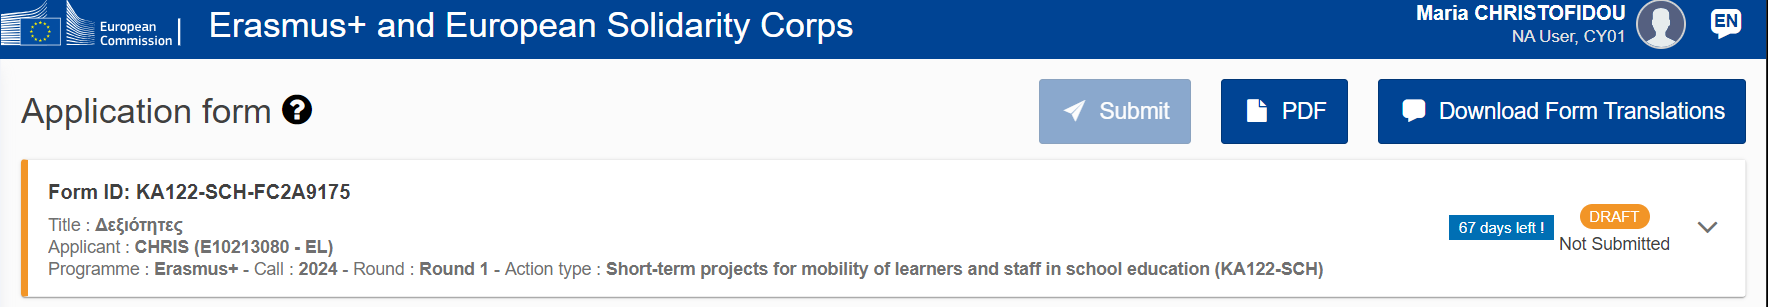 European
Commission
Erasmus+ and European Solidarity Corps
Maria CHRISTOFIDOU
NA User, CY01
EN
Application form ?
Submit
PDF
Download Form Translations
Form ID: KA122-SCH-FC2A9175
Title : Δεξιότητες
Applicant : CHRIS (E10213080 - EL)
Programme : Erasmus+ - Call : 2024 - Round : Round 1 - Action type : Short-term projects for mobility of learners and staff in school education (KA122-SCH)
67 days left !
DRAFT
Not Submitted